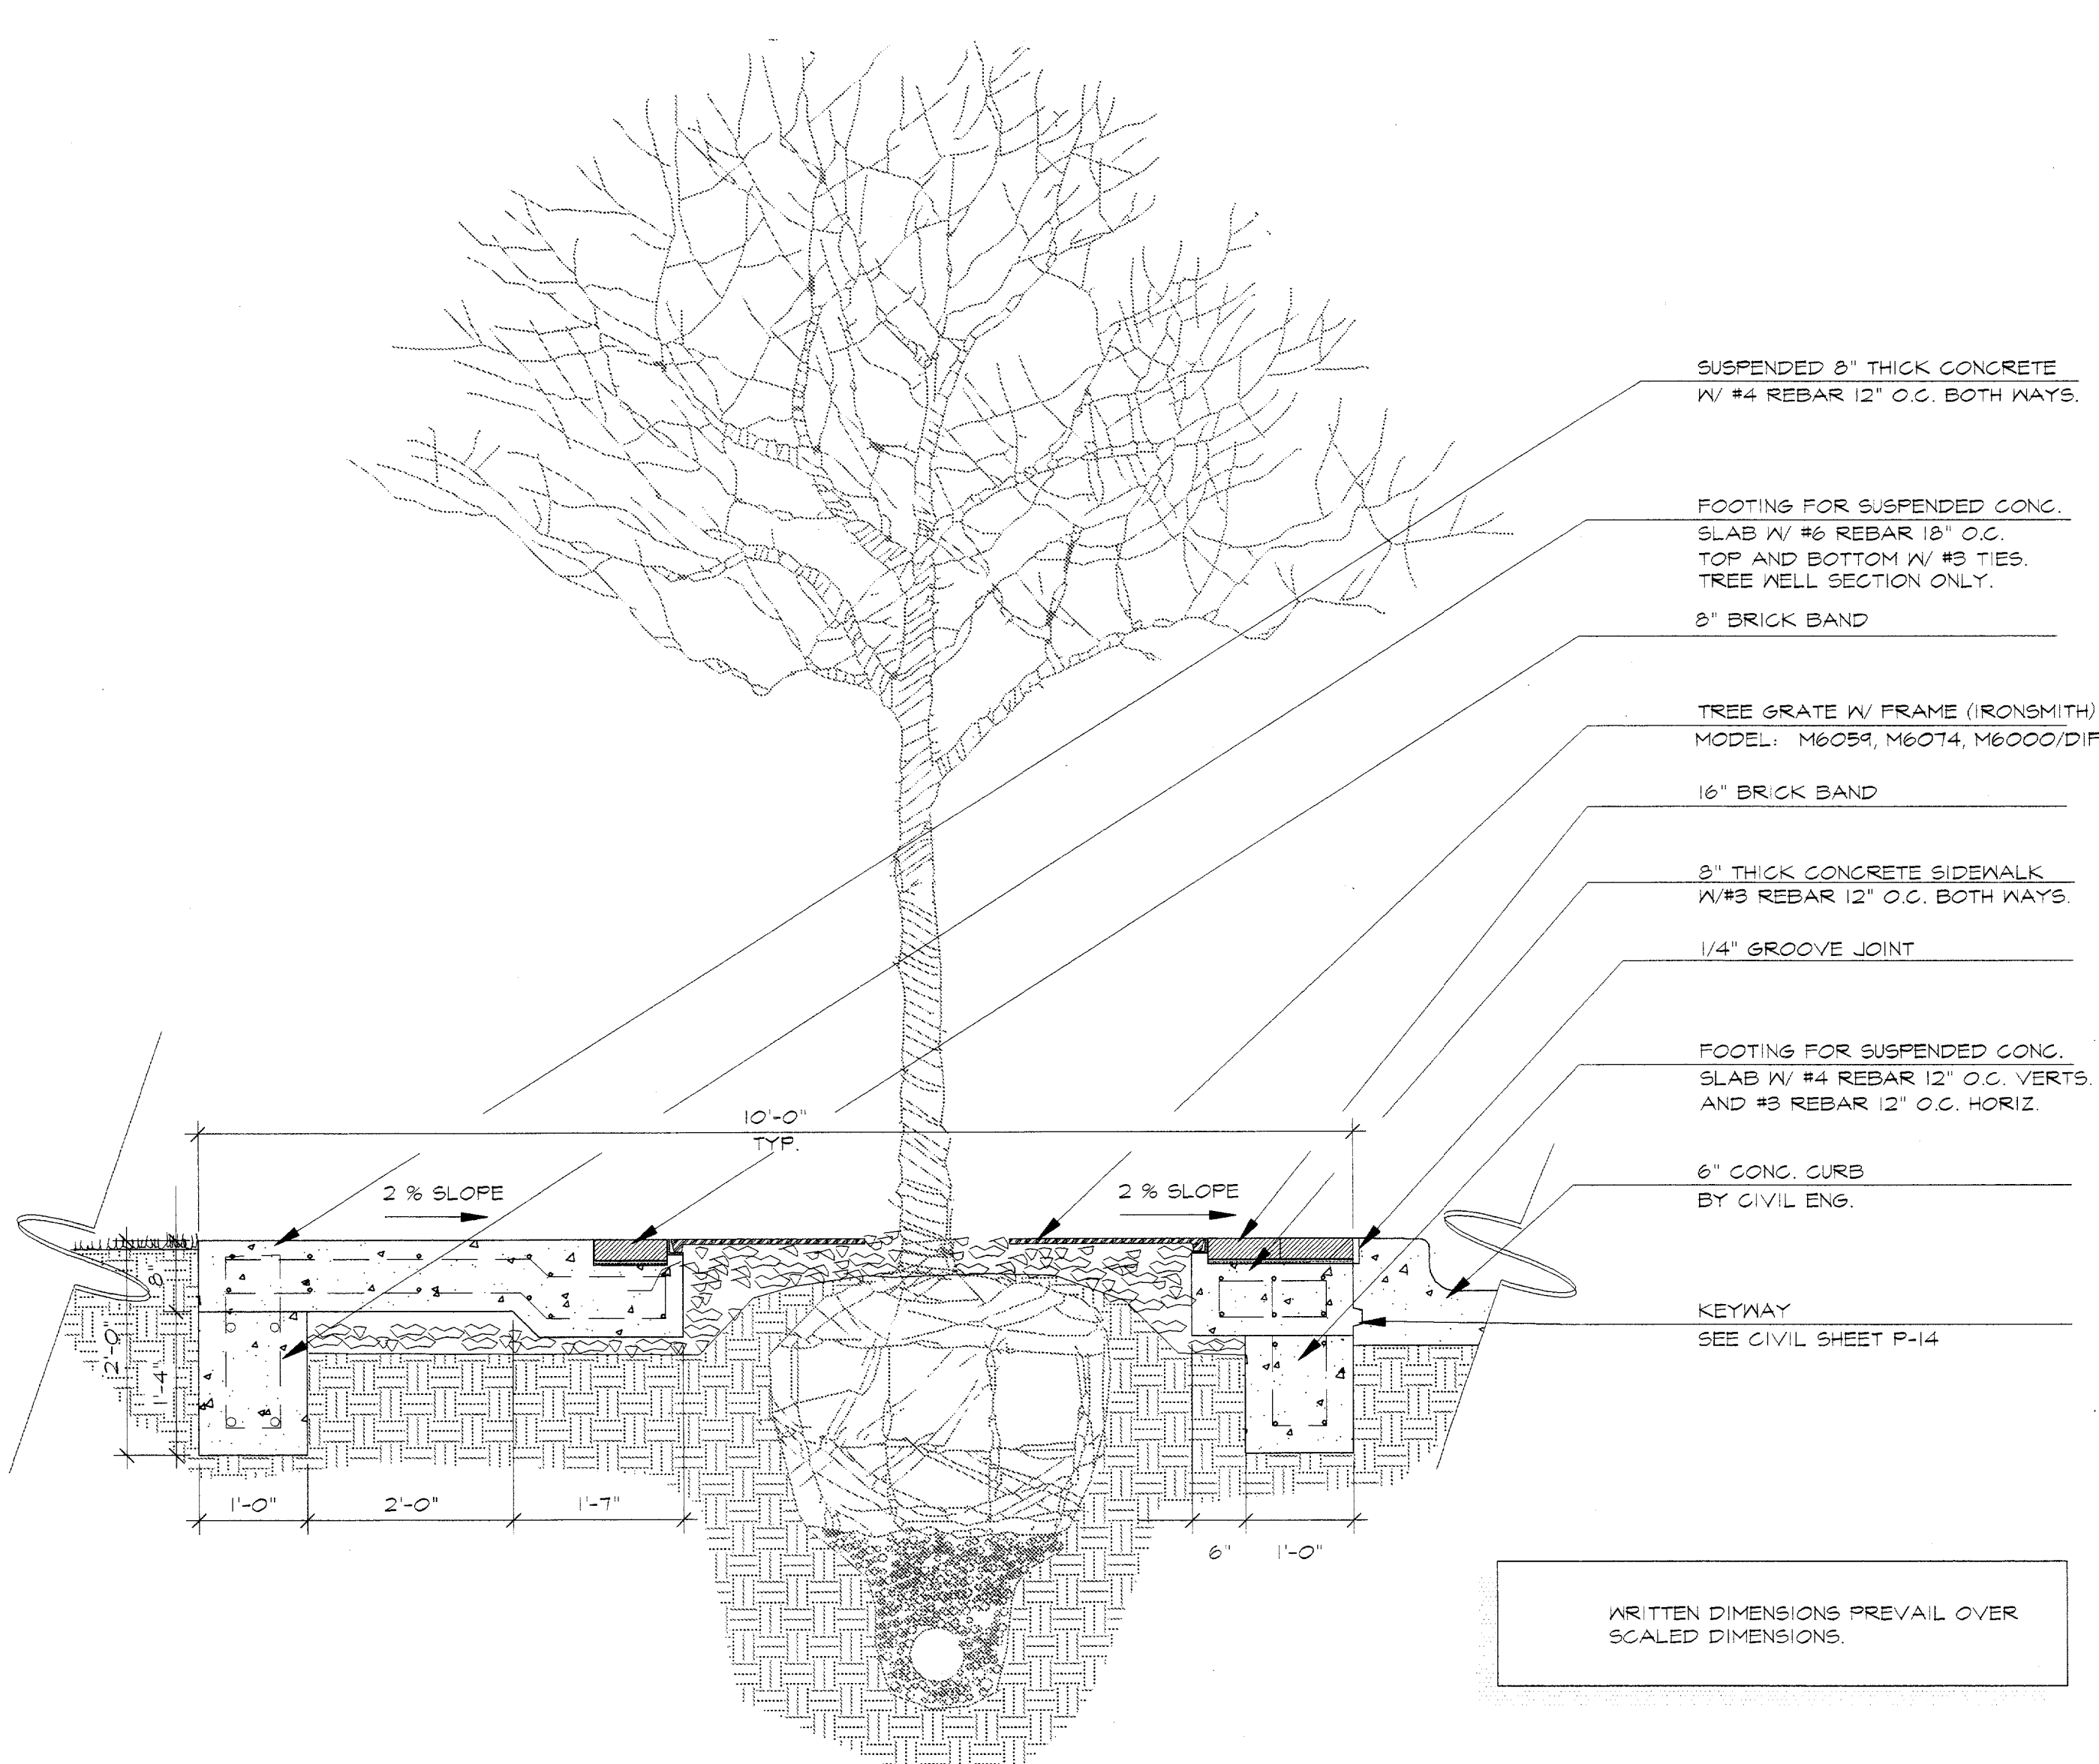 SUSPENDED 8" THICK CONCRETE
W/ #4 REBAR 12" O.C. BOTH WAYS.
FOOTING FOR SUSPENDED CONC.
SLAB W/ #6 REBAR 18" O.C.
TOP AND BOTTOM W/ #3 TIES.
TREE WELL SECTION ONLY.
8" BRICK BAND
TREE GRATE W/ FRAME (IRONSMITH)
MODEL: M6059, M6074, M6000/DIF
16" BRICK BAND
8" THICK CONCRETE SIDEWALK
W/#3 REBAR 12" O.C. BOTH WAYS.
1/4" GROOVE JOINT
FOOTING FOR SUSPENDED CONC.
SLAB W/ #4 REBAR 12" O.C. VERTS.
AND #3 REBAR 12" O.C. HORIZ.
6" CONC. CURB
BY CIVIL ENG.
KEYWAY
SEE CIVIL SHEET P-14
10'-0"
TYP.
2 % SLOPE
2 % SLOPE
8"
2'-0"
1'-4"
1'-0"
2'-0"
1'-7"
6"
1'-0"
WRITTEN DIMENSIONS PREVAIL OVER
SCALED DIMENSIONS.